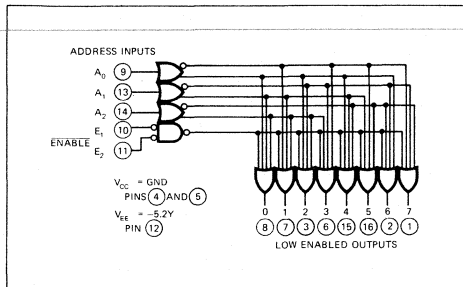 ADDRESS INPUTS
A0 9
A1 13
A2 14
E1 10
ENABLE
E2 11
VCC = GND
PINS 4 AND 5
VEE = -5.2Y
PIN 12
0 1 2 3 4 5 6 7
8 7 3 6 15 16 2 1
LOW ENABLED OUTPUTS